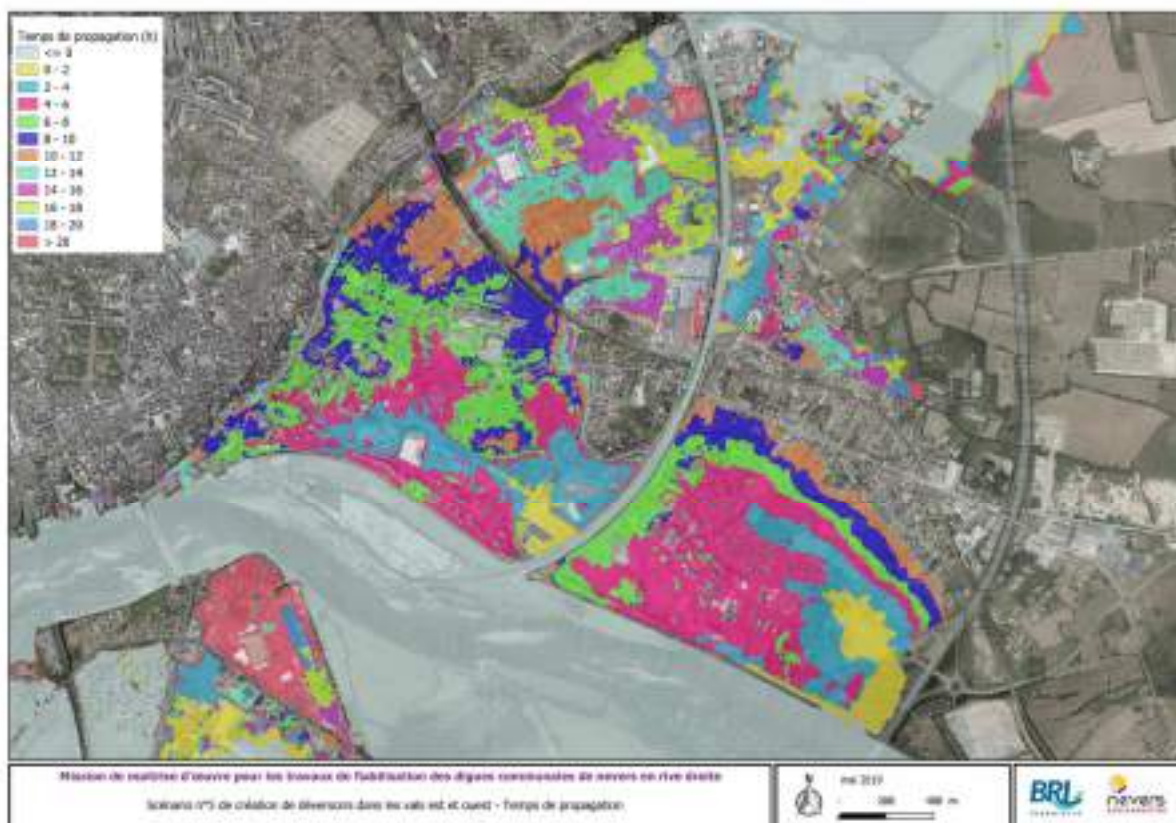 Temps de propagation (h)
<= 0
0 - 2
2 - 4
4 - 6
6 - 8
8 - 10
10 - 12
12 - 14
14 - 16
16 - 18
18 - 20
> 20
Mission de maîtrise d'œuvre pour les travaux de fiabilisation des digues communales de nevers en rive droite
Scénario n°5 de création de déversoirs dans les vals est et ouest - Temps de propagation
N
mai 2019
m
BRL
nevers